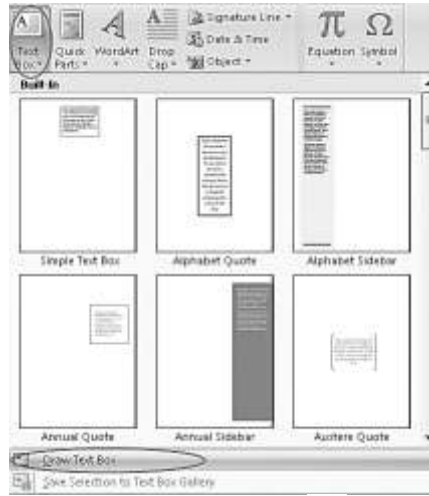 Signature Line
Date & Time
Object
Text Box
Quick Parts
WordArt
Drop Cap
Equation
Symbol
Built-In
Simple Text Box
Alphabet Quote
Alphabet Sidebar
Annual Quote
Annual Sidebar
Austere Quote
Draw Text Box
Save Selection to Text Box Gallery